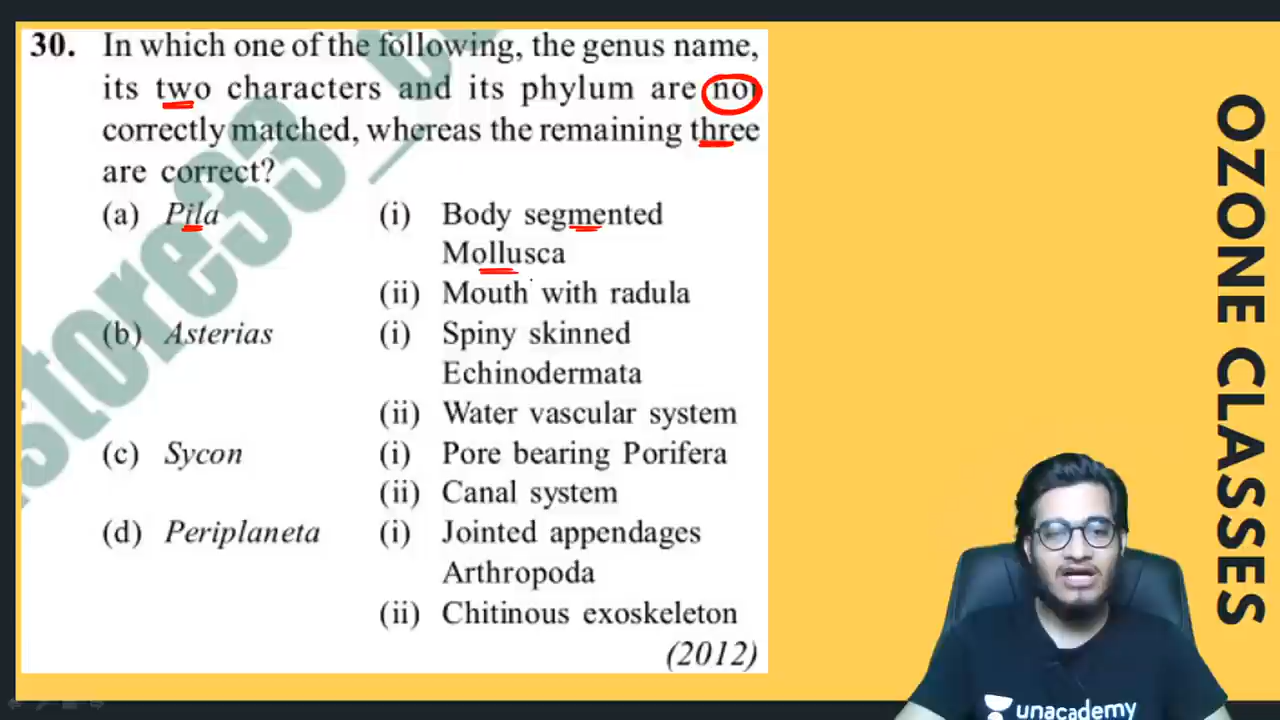 30. In which one of the following, the genus name,
its two characters and its phylum are not
correctly matched, whereas the remaining three
are correct?
(a) Pila (i) Body segmented
Mollusca
(ii) Mouth with radula
(b) Asterias (i) Spiny skinned
Echinodermata
(ii) Water vascular system
(c) Sycon (i) Pore bearing Porifera
(ii) Canal system
(d) Periplaneta (i) Jointed appendages
Arthropoda
(ii) Chitinous exoskeleton
(2012)
OZONE CLASSES
unacademy